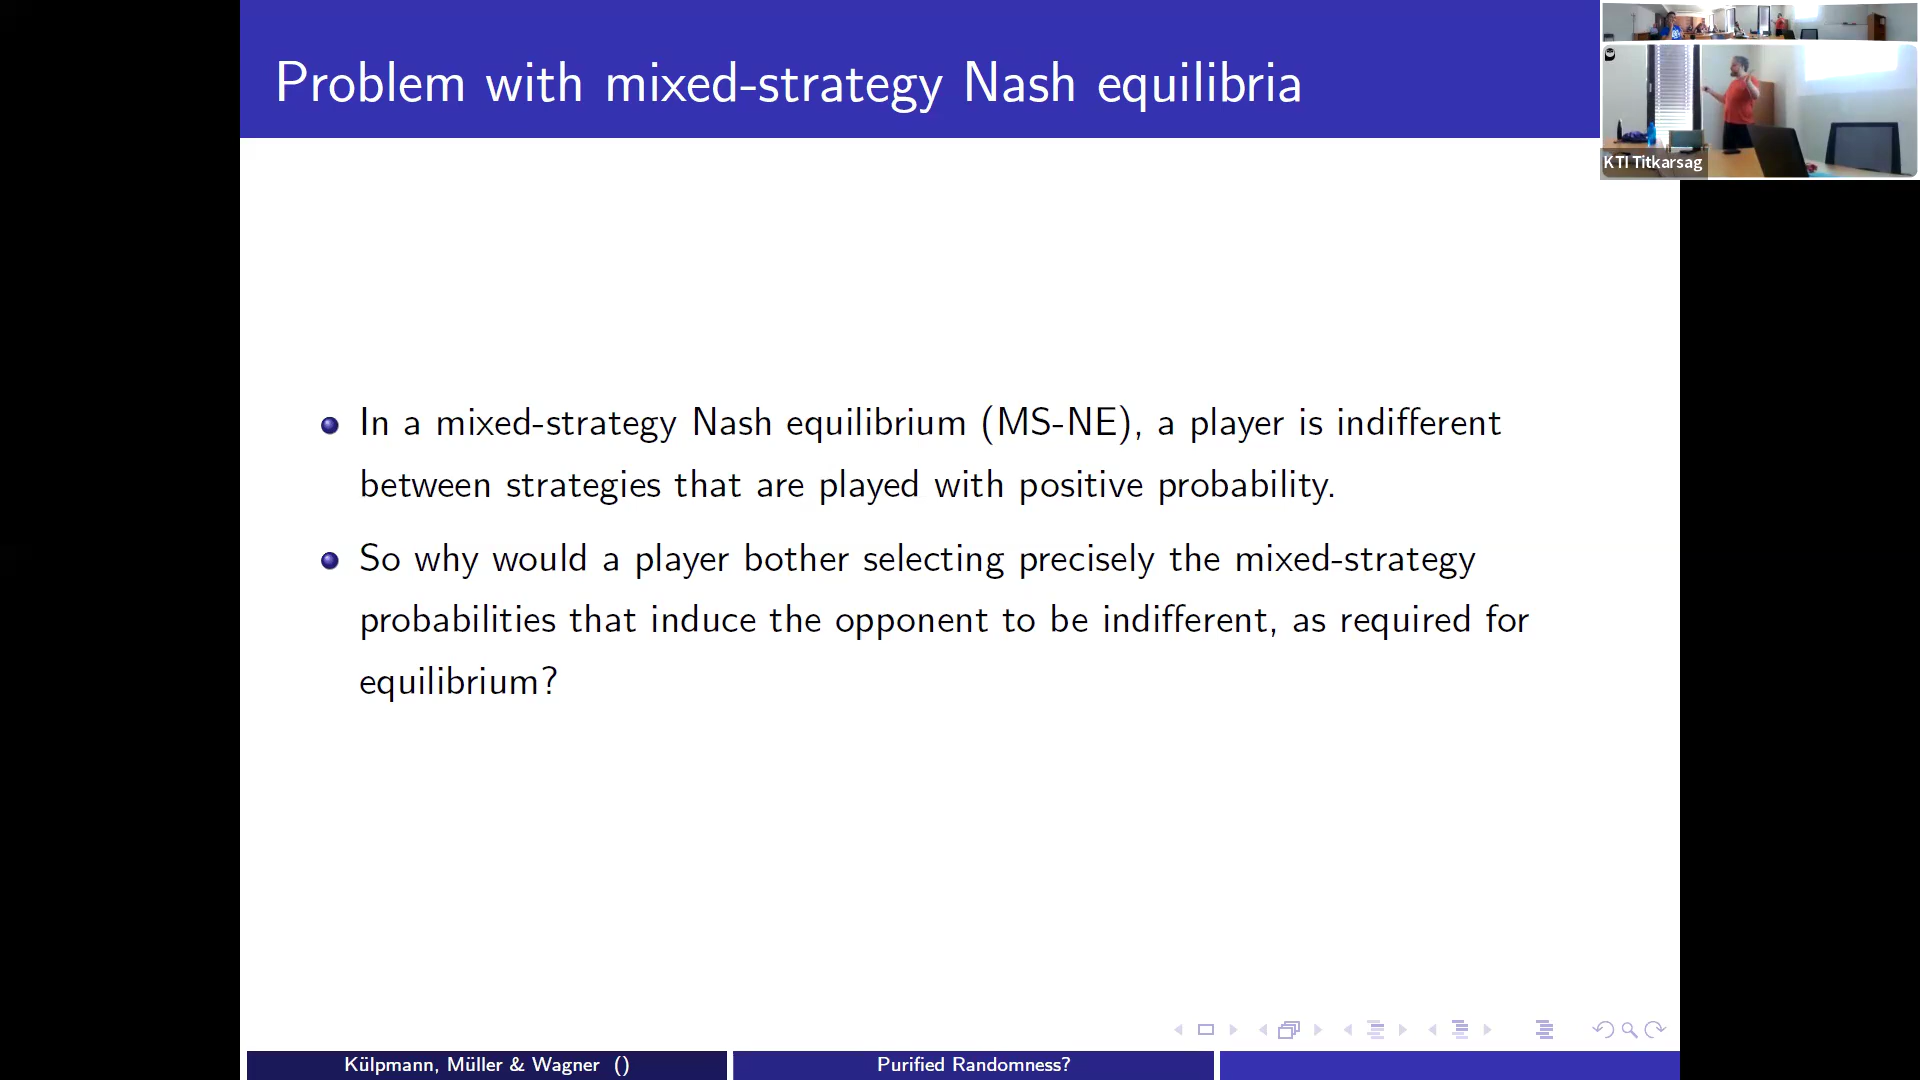 Problem with mixed-strategy Nash equilibria
KTI Titkarsag
In a mixed-strategy Nash equilibrium (MS-NE), a player is indifferent
between strategies that are played with positive probability.
So why would a player bother selecting precisely the mixed-strategy
probabilities that induce the opponent to be indifferent, as required for
equilibrium?
Külpmann, Müller & Wagner ()
Purified Randomness?